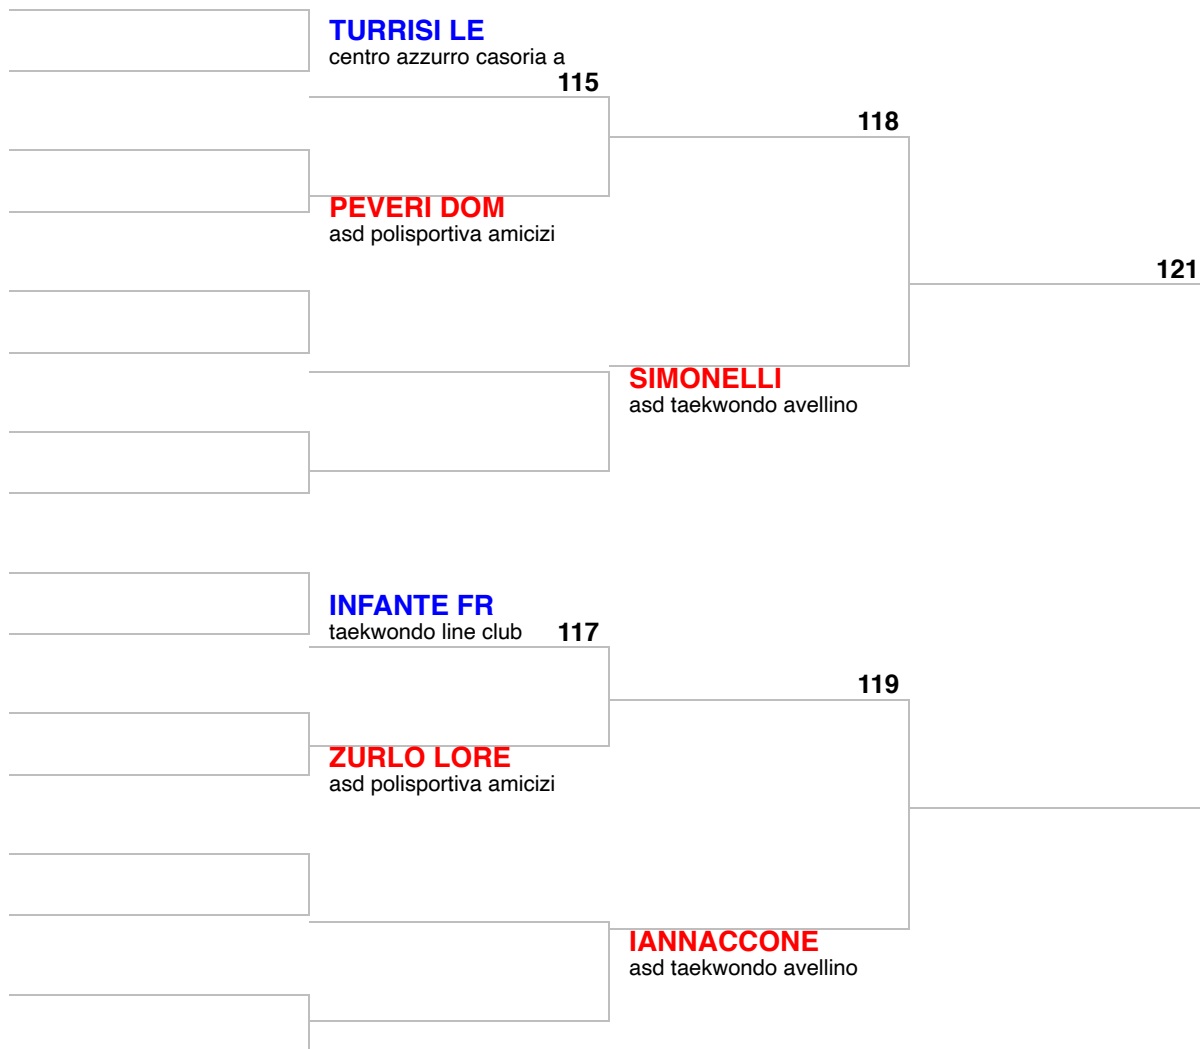 TURRISI LE
centro azzurro casoria a
115
118
PEVERI DOM
asd polisportiva amicizi
121
SIMONELLI
asd taekwondo avellino
INFANTE FR
taekwondo line club
117
119
ZURLO LORE
asd polisportiva amicizi
IANNACCONE
asd taekwondo avellino